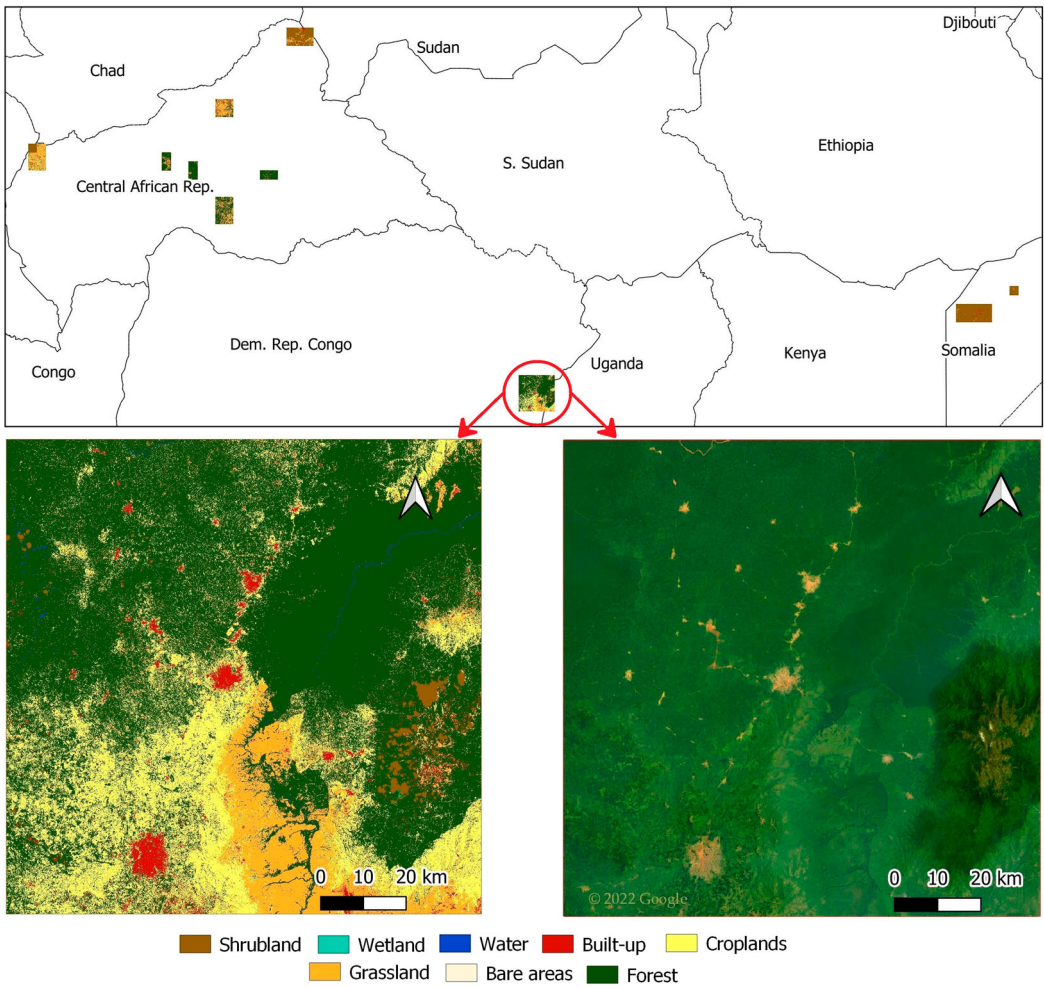 Djibouti
Sudan
Chad
Ethiopia
S. Sudan
Central African Rep.
Dem. Rep. Congo
Uganda
Kenya
Somalia
Congo
0 10 20 km
0 10 20 km
© 2022 Google
Shrubland Wetland Water Built-up Croplands
Grassland Bare areas Forest